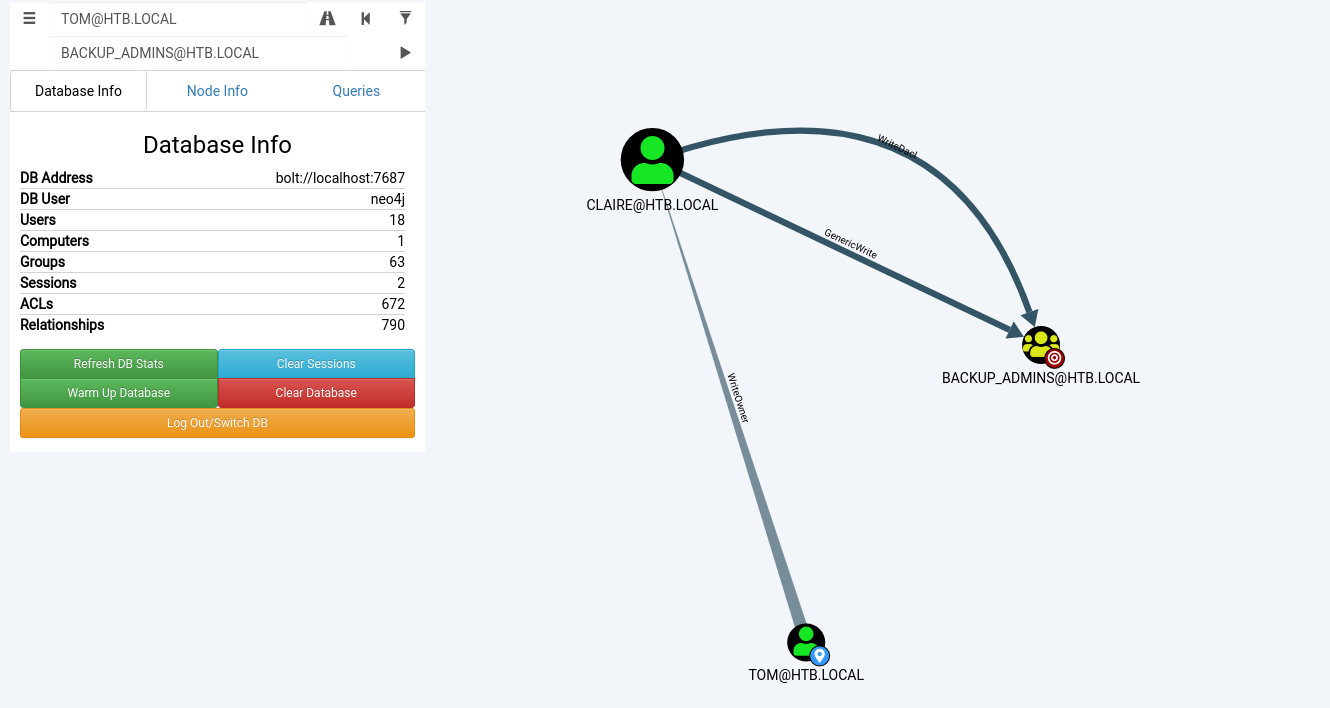 TOM@HTB.LOCAL
BACKUP_ADMINS@HTB.LOCAL
Database Info Node Info Queries
Database Info
DB Address bolt://localhost:7687
DB User neo4j
Users 18
Computers 1
Groups 63
Sessions 2
ACLs 672
Relationships 790
Refresh DB Stats Clear Sessions
Warm Up Database Clear Database
Log Out/Switch DB
WriteDacl
CLAIRE@HTB.LOCAL
GenericWrite
BACKUP_ADMINS@HTB.LOCAL
WriteOwner
TOM@HTB.LOCAL